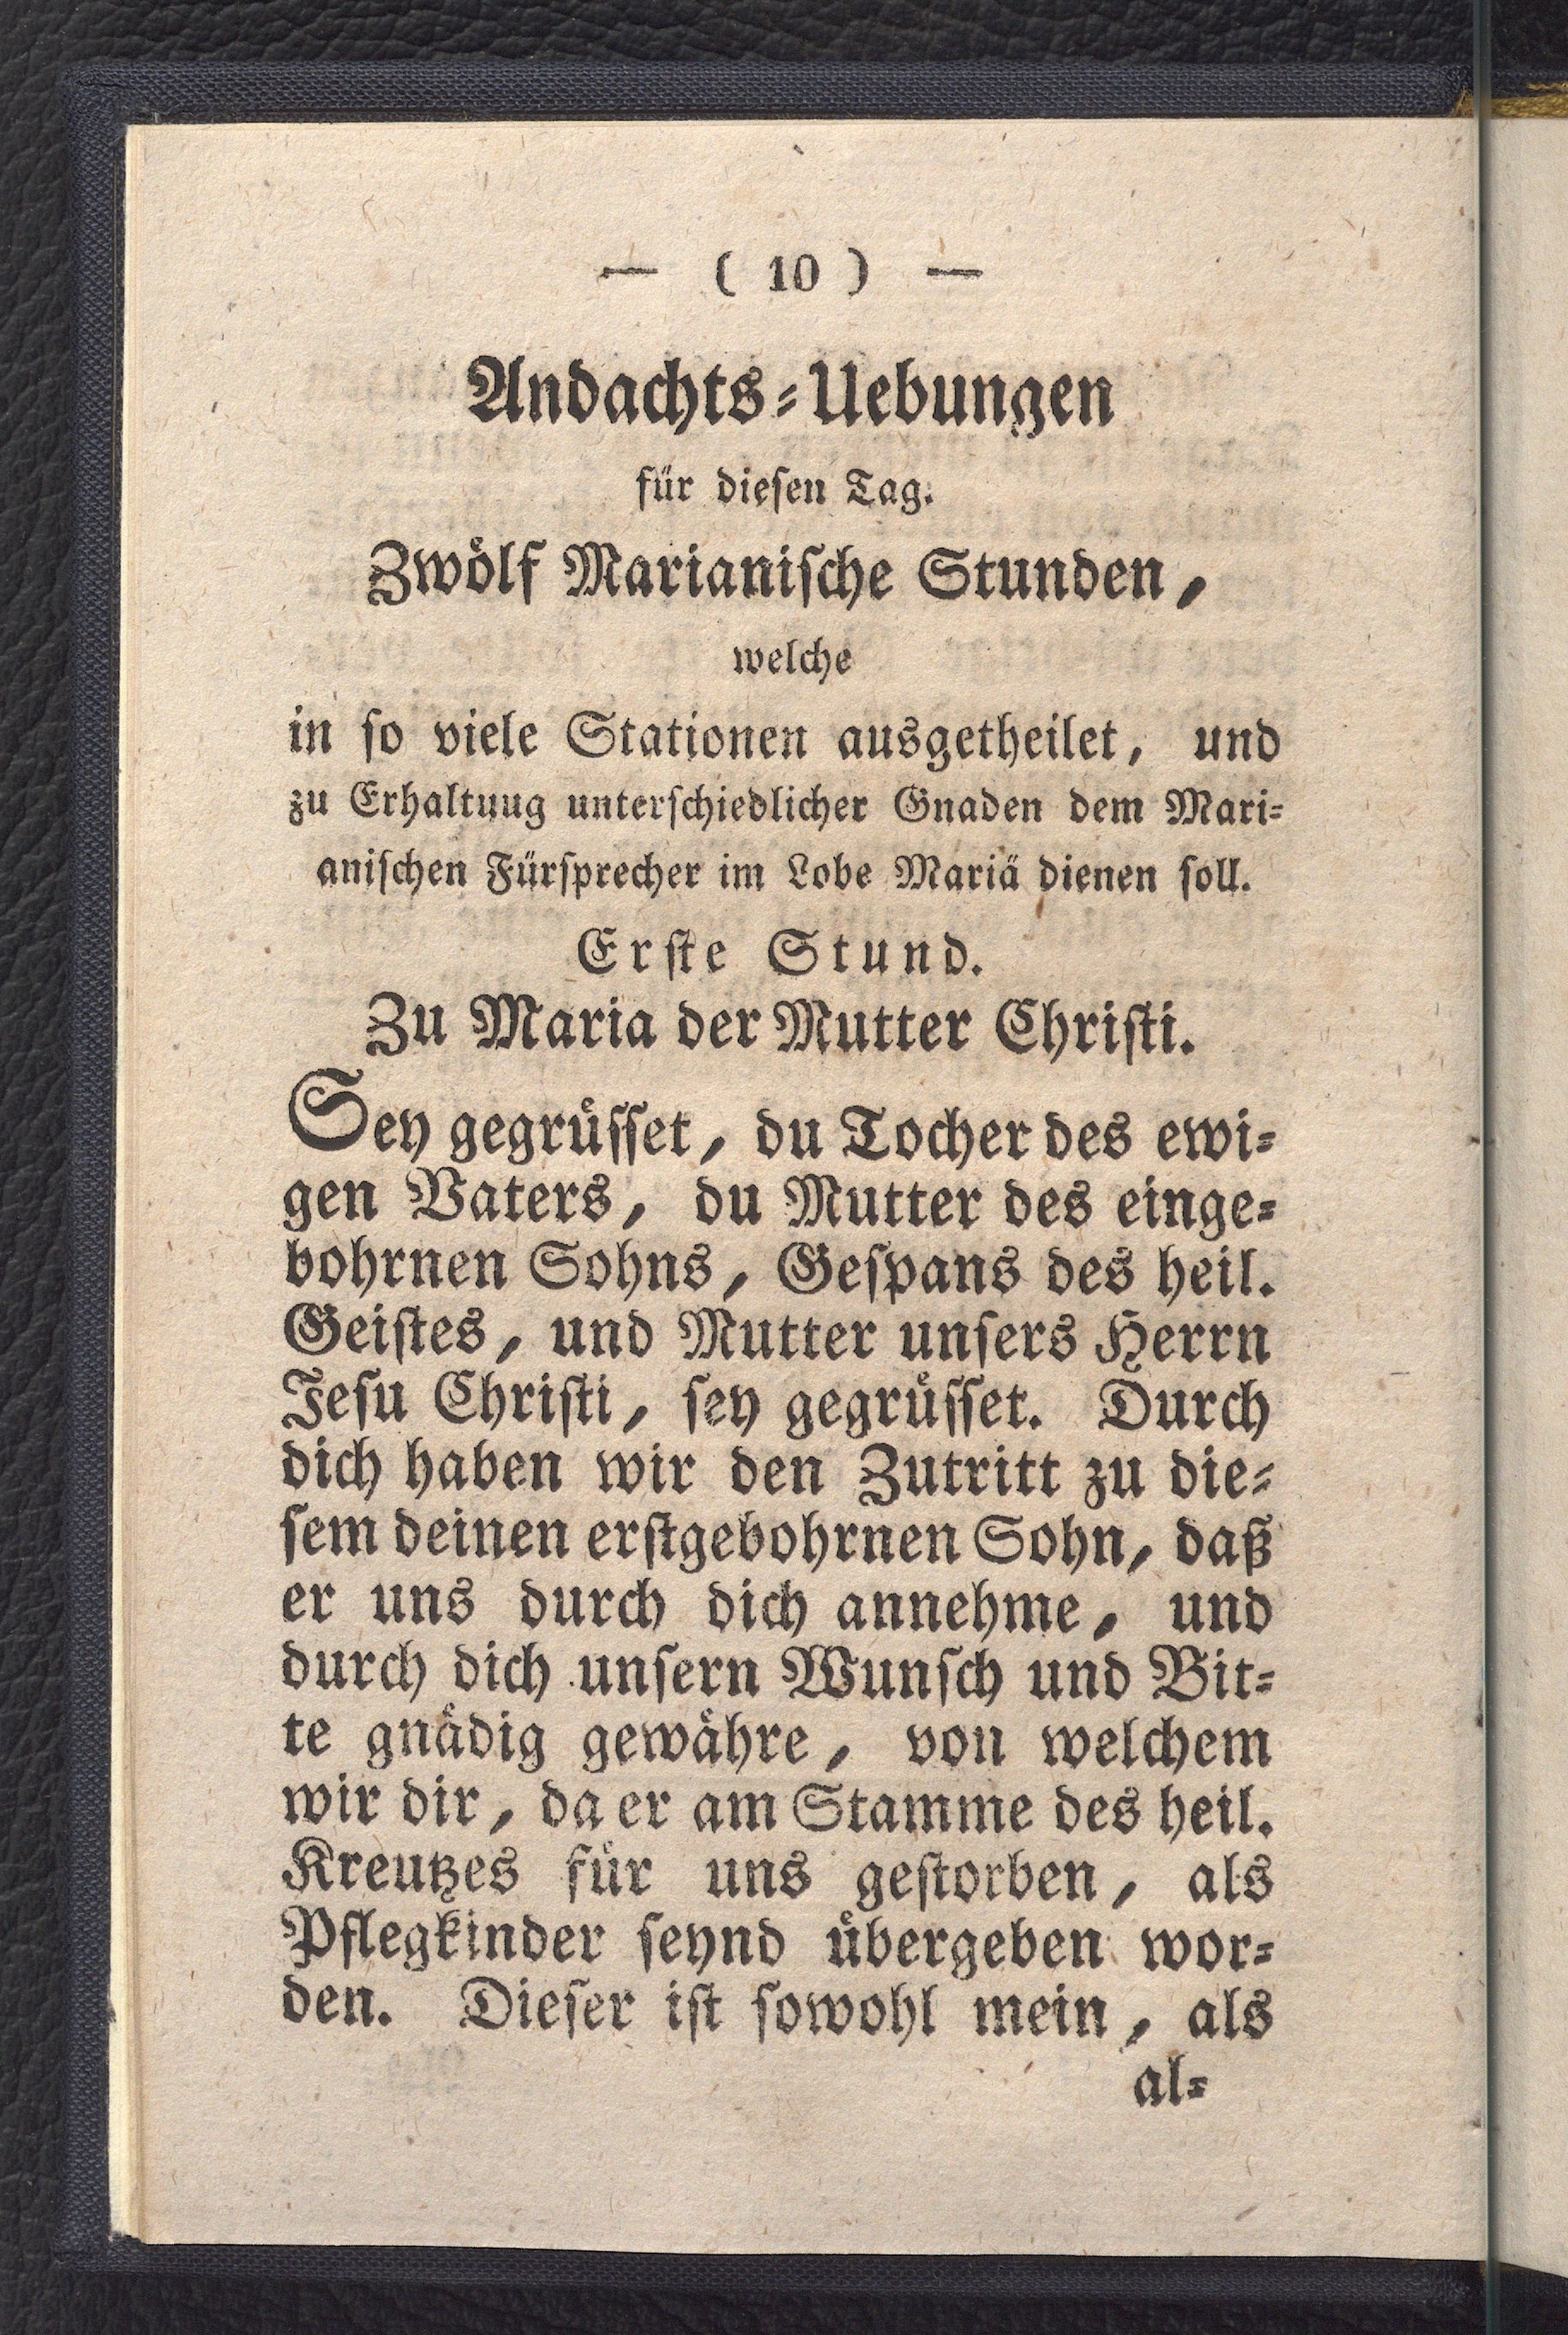 — ( 10 ) —
Andachts-Uebungen
für dieſen Tag.
Zwölf Marianiſche Stunden,
welche
in ſo viele Stationen ausgetheilet, und
zu Erhaltuug unterſchiedlicher Gnaden dem Mari-
aniſchen Fürſprecher im Lobe Mariä dienen ſoll.
Erſte Stund.
Zu Maria der Mutter Chriſti.
Sey gegrüſſet, du Tocher des ewi-
gen Vaters, du Mutter des einge-
bohrnen Sohns, Geſpans des heil.
Geiſtes, und Mutter unſers Herrn
Jeſu Chriſti, ſey gegrüſſet. Durch
dich haben wir den Zutritt zu die-
ſem deinen erſtgebohrnen Sohn, daß
er uns durch dich annehme, und
durch dich unſern Wunſch und Bit-
te gnädig gewähre, von welchem
wir dir, da er am Stamme des heil.
Kreutzes für uns geſtorben, als
Pflegkinder ſeynd übergeben wor-
den. Dieſer iſt ſowohl mein, als
al-